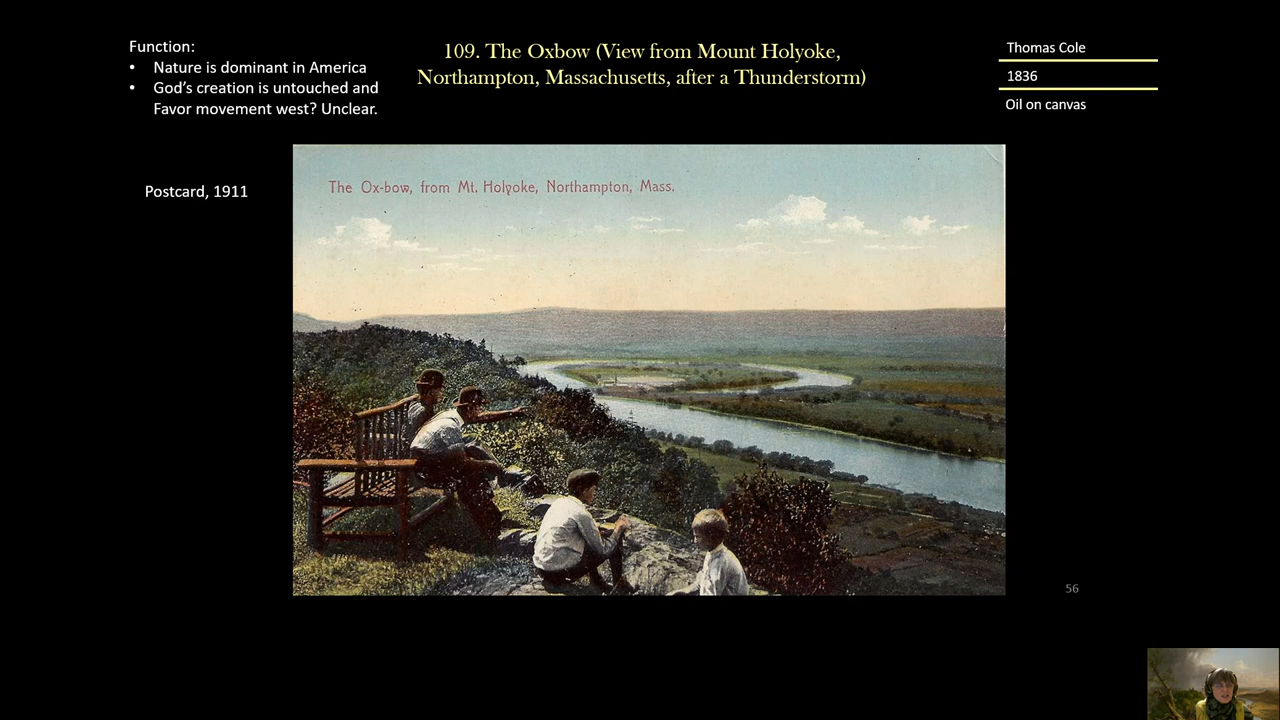 Function:
• Nature is dominant in America
• God's creation is untouched and
Favor movement west? Unclear.
109. The Oxbow (View from Mount Holyoke,
Northampton, Massachusetts, after a Thunderstorm)
Thomas Cole
1836
Oil on canvas
Postcard, 1911
The Ox-bow, from Mt. Holyoke, Northampton, Mass.
56